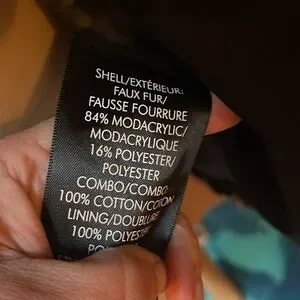 SHELL/EXTÉRIEUR:
FAUX FUR/
FAUSSE FOURRURE
84% MODACRYLIC/
MODACRYLIQUE
16% POLYESTER/
POLYESTER
COMBO/COMBO
100% COTTON/COTON
LINING/DOUBLURE
100% POLYESTER